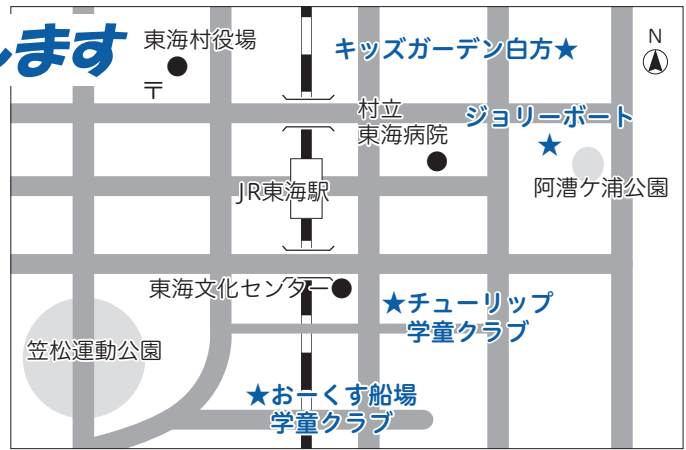 します
東海村役場
〒
キッズガーデン白方★
N
村立
東海病院
ジョリーボート
★
JR東海駅
阿漕ケ浦公園
東海文化センター
★チューリップ
学童クラブ
笠松運動公園
★おーくす船場
学童クラブ